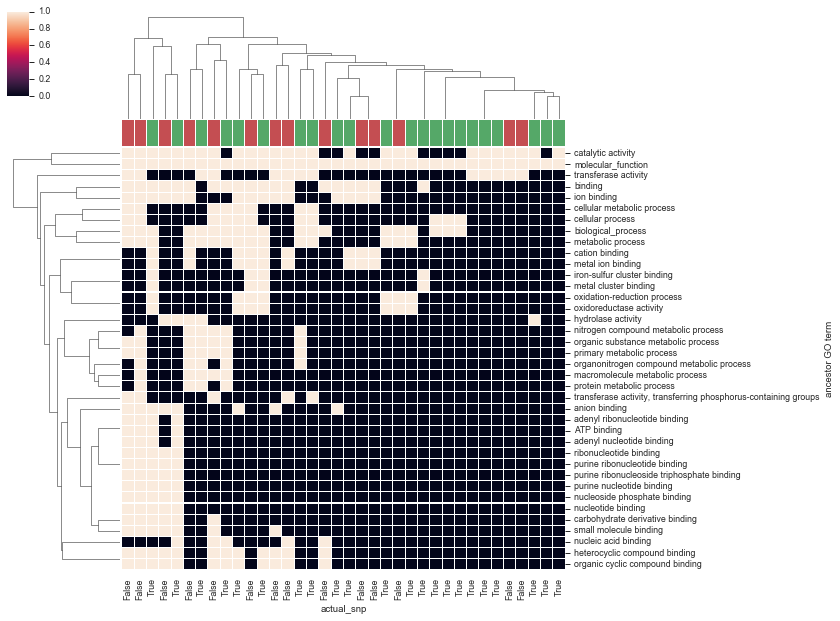 1.0
0.8
0.6
0.4
0.2
0.0
catalytic activity
molecular_function
transferase activity
binding
ion binding
cellular metabolic process
cellular process
biological_process
metabolic process
cation binding
metal ion binding
iron-sulfur cluster binding
metal cluster binding
oxidation-reduction process
oxidoreductase activity
hydrolase activity
nitrogen compound metabolic process
organic substance metabolic process
primary metabolic process
organonitrogen compound metabolic process
macromolecule metabolic process
protein metabolic process
transferase activity, transferring phosphorus-containing groups
anion binding
adenyl ribonucleotide binding
ATP binding
adenyl nucleotide binding
ribonucleotide binding
purine ribonucleotide binding
purine ribonucleoside triphosphate binding
purine nucleotide binding
nucleoside phosphate binding
nucleotide binding
carbohydrate derivative binding
small molecule binding
nucleic acid binding
heterocyclic compound binding
organic cyclic compound binding
ancestor GO term
False
False
True
False
True
False
True
False
True
True
False
True
False
False
True
True
False
True
True
False
False
True
False
True
True
True
True
True
True
True
True
False
False
True
True
True
actual_snp